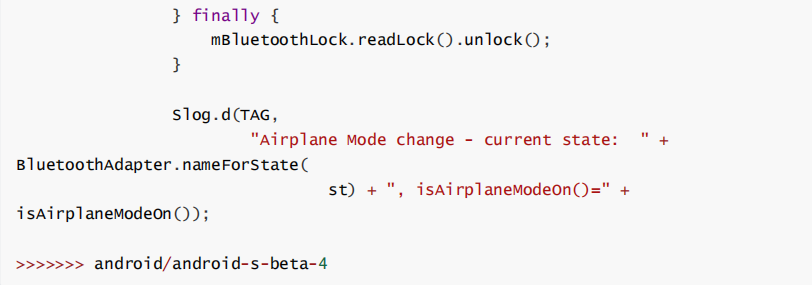 } finally {
mBluetoothLock.readLock().unlock();
}
Slog.d(TAG,
"Airplane Mode change - current state:  " +
BluetoothAdapter.nameForState(
st) + ", isAirplaneModeOn()=" +
isAirplaneModeOn());
>>>>>>> android/android-s-beta-4